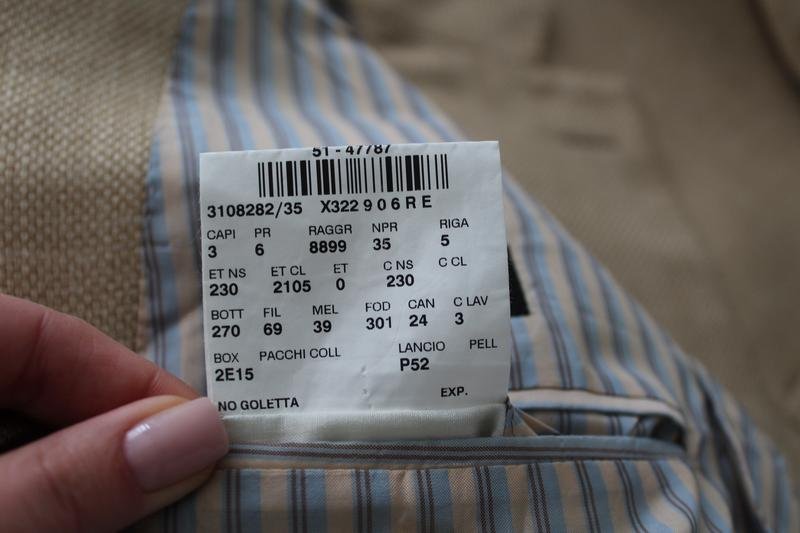 51 - 47787
3108282/35 X322 9 0 6 R E
CAPI PR RAGGR NPR RIGA
3 6 8899 35 5
ET NS ET CL ET C NS C CL
230 2105 0 230
BOTT FIL MEL FOD CAN C LAV
270 69 39 301 24 3
BOX PACCHI COLL LANCIO PELL
2E15 P52
NO GOLETTA EXP.